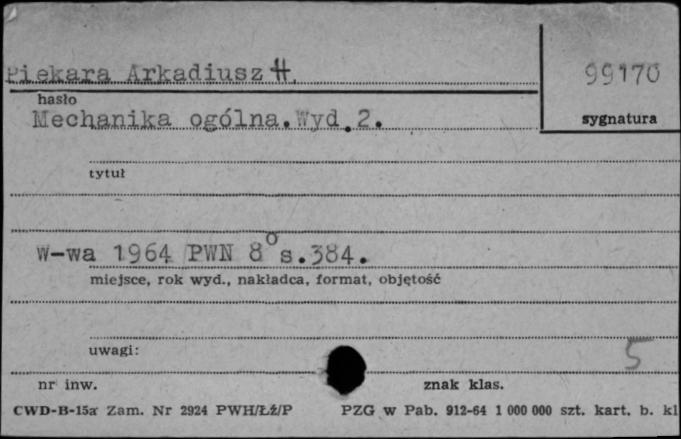 Piekara Arkadiusz H.
99170
hasło
sygnatura
Mechanika ogólna.Wyd.2.
tytuł
W-wa 1964 PWN 8° s.384.
miejsce, rok wyd., nakładca, format, objętość
uwagi:
5
nr inw.
znak klas.
CWD-B-15a Zam. Nr 2924 PWH/Łź/P
PZG w Pab. 912-64 1 000 000 szt. kart. b. kl